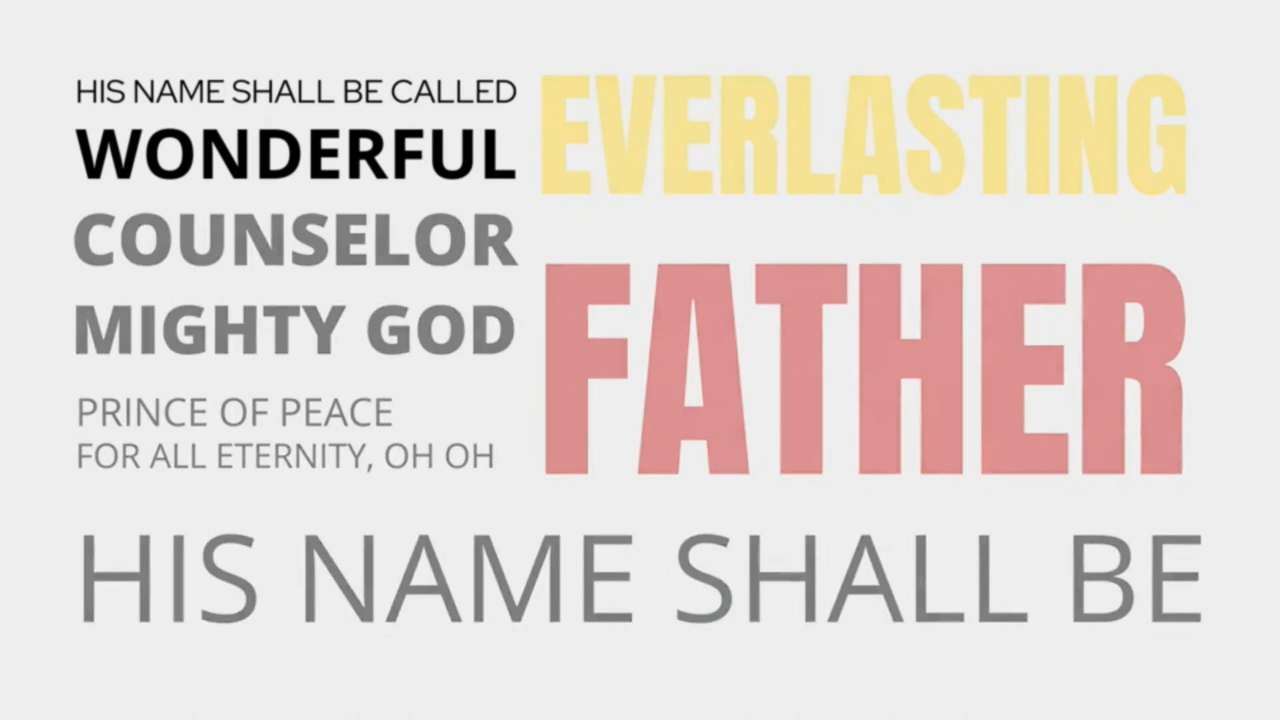 HIS NAME SHALL BE CALLED
WONDERFUL
COUNSELOR
MIGHTY GOD
PRINCE OF PEACE
FOR ALL ETERNITY, OH OH
EVERLASTING
FATHER
HIS NAME SHALL BE